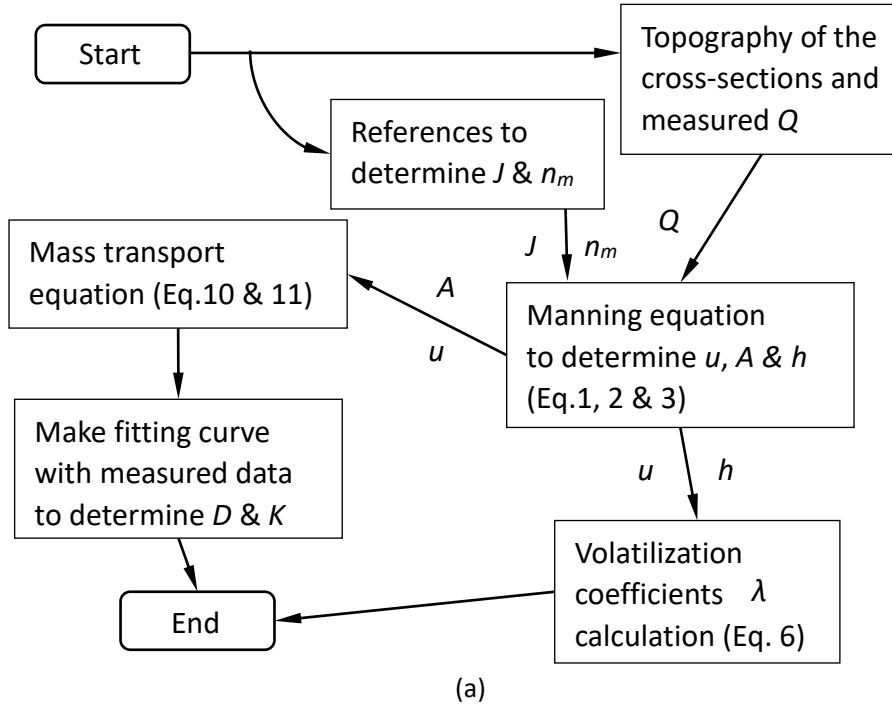 Start
Topography of the
cross-sections and
measured Q
References to
determine J & nₘ
Q
J nₘ
Mass transport
equation (Eq.10 & 11)
A
u
Manning equation
to determine u, A & h
(Eq.1, 2 & 3)
Make fitting curve
with measured data
to determine D & K
u h
Volatilization
coefficients λ
calculation (Eq. 6)
End
(a)